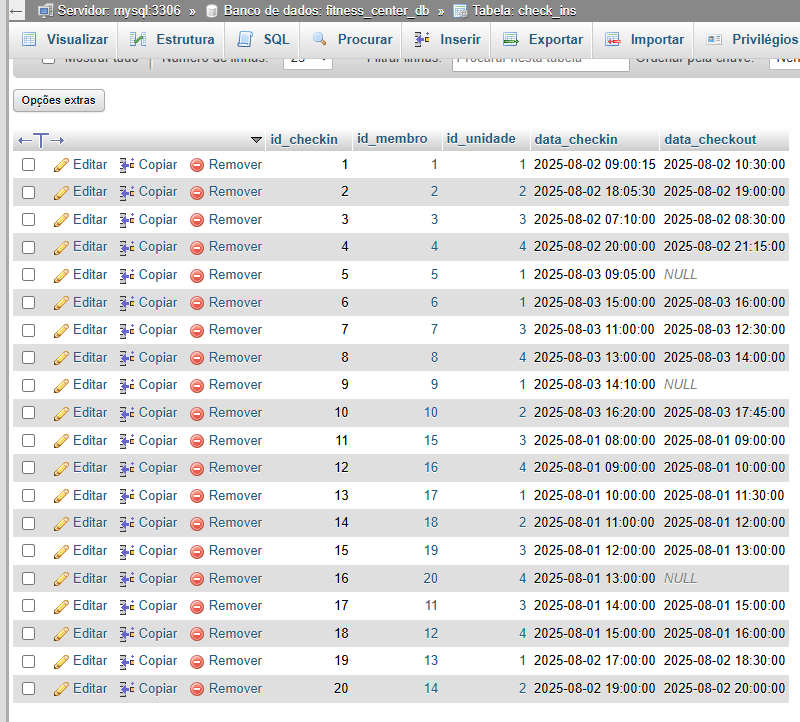 Servidor: mysql:3306 » Banco de dados: fitness_center_db » Tabela: check_ins
Visualizar Estrutura SQL Procurar Inserir Exportar Importar Privilégios
Mostrar tudo Número de linhas: 25 Filtrar linhas: Procurar nesta tabela Ordenar pela chave:
Opções extras
id_checkin id_membro id_unidade data_checkin data_checkout
Editar Copiar Remover 1 1 1 2025-08-02 09:00:15 2025-08-02 10:30:00
Editar Copiar Remover 2 2 2 2025-08-02 18:05:30 2025-08-02 19:00:00
Editar Copiar Remover 3 3 3 2025-08-02 07:10:00 2025-08-02 08:30:00
Editar Copiar Remover 4 4 4 2025-08-02 20:00:00 2025-08-02 21:15:00
Editar Copiar Remover 5 5 1 2025-08-03 09:05:00 NULL
Editar Copiar Remover 6 6 1 2025-08-03 15:00:00 2025-08-03 16:00:00
Editar Copiar Remover 7 7 3 2025-08-03 11:00:00 2025-08-03 12:30:00
Editar Copiar Remover 8 8 4 2025-08-03 13:00:00 2025-08-03 14:00:00
Editar Copiar Remover 9 9 1 2025-08-03 14:10:00 NULL
Editar Copiar Remover 10 10 2 2025-08-03 16:20:00 2025-08-03 17:45:00
Editar Copiar Remover 11 15 3 2025-08-01 08:00:00 2025-08-01 09:00:00
Editar Copiar Remover 12 16 4 2025-08-01 09:00:00 2025-08-01 10:00:00
Editar Copiar Remover 13 17 1 2025-08-01 10:00:00 2025-08-01 11:30:00
Editar Copiar Remover 14 18 2 2025-08-01 11:00:00 2025-08-01 12:00:00
Editar Copiar Remover 15 19 3 2025-08-01 12:00:00 2025-08-01 13:00:00
Editar Copiar Remover 16 20 4 2025-08-01 13:00:00 NULL
Editar Copiar Remover 17 11 3 2025-08-01 14:00:00 2025-08-01 15:00:00
Editar Copiar Remover 18 12 4 2025-08-01 15:00:00 2025-08-01 16:00:00
Editar Copiar Remover 19 13 1 2025-08-02 17:00:00 2025-08-02 18:30:00
Editar Copiar Remover 20 14 2 2025-08-02 19:00:00 2025-08-02 20:00:00